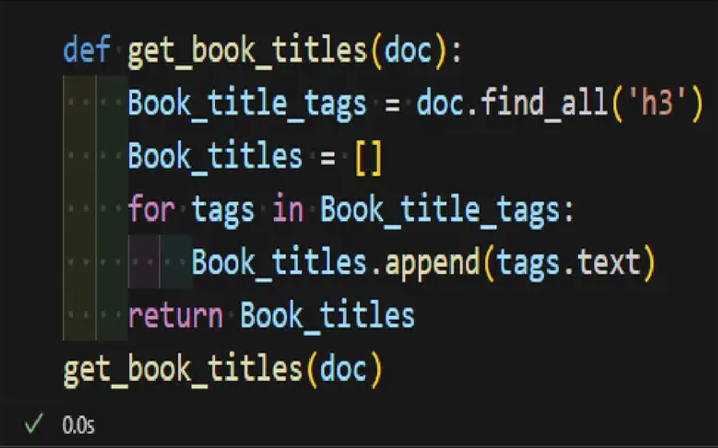 def get_book_titles(doc):
    Book_title_tags = doc.find_all('h3')
    Book_titles = []
    for tags in Book_title_tags:
        Book_titles.append(tags.text)
    return Book_titles
get_book_titles(doc)
✓ 0.0s